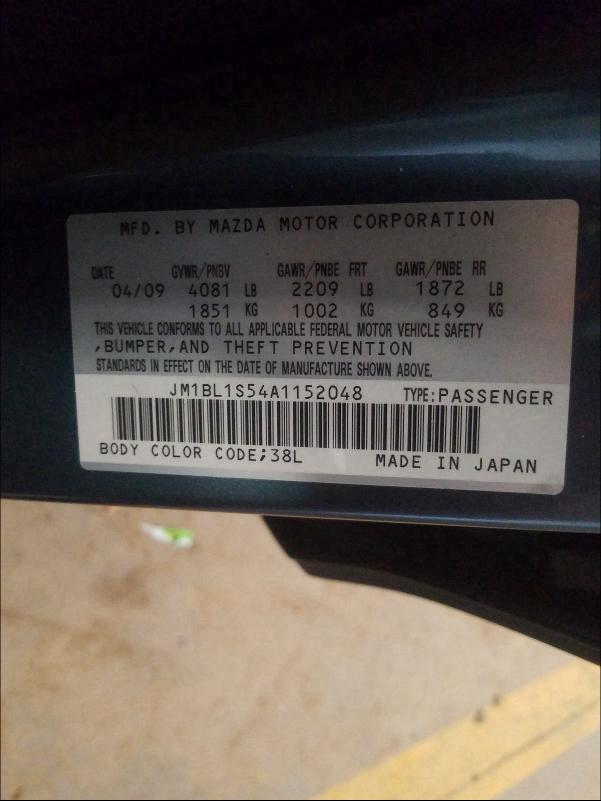 MFD. BY MAZDA MOTOR CORPORATION
DATE GVWR/PNBV GAWR/PNBE FRT GAWR/PNBE RR
04/09 4081 LB 2209 LB 1872 LB
1851 KG 1002 KG 849 KG
THIS VEHICLE CONFORMS TO ALL APPLICABLE FEDERAL MOTOR VEHICLE SAFETY
,BUMPER,AND THEFT PREVENTION
STANDARDS IN EFFECT ON THE DATE OF MANUFACTURE SHOWN ABOVE.
JM1BL1S54A1152048 TYPE:PASSENGER
BODY COLOR CODE;38L MADE IN JAPAN